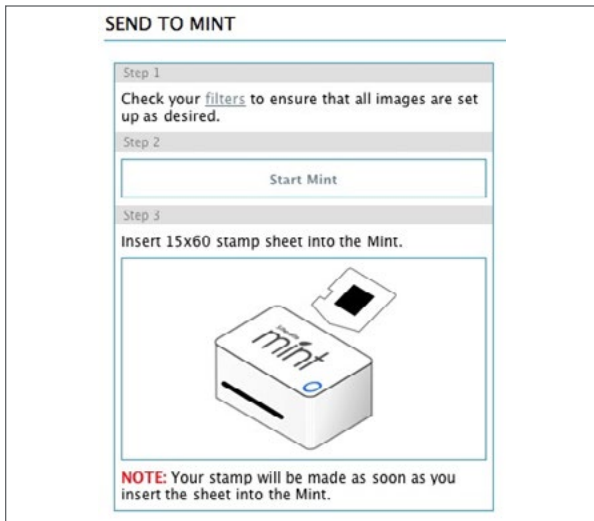 SEND TO MINT
Step 1
Check your filters to ensure that all images are set
up as desired.
Step 2
Start Mint
Step 3
Insert 15x60 stamp sheet into the Mint.
mint
NOTE: Your stamp will be made as soon as you
insert the sheet into the Mint.